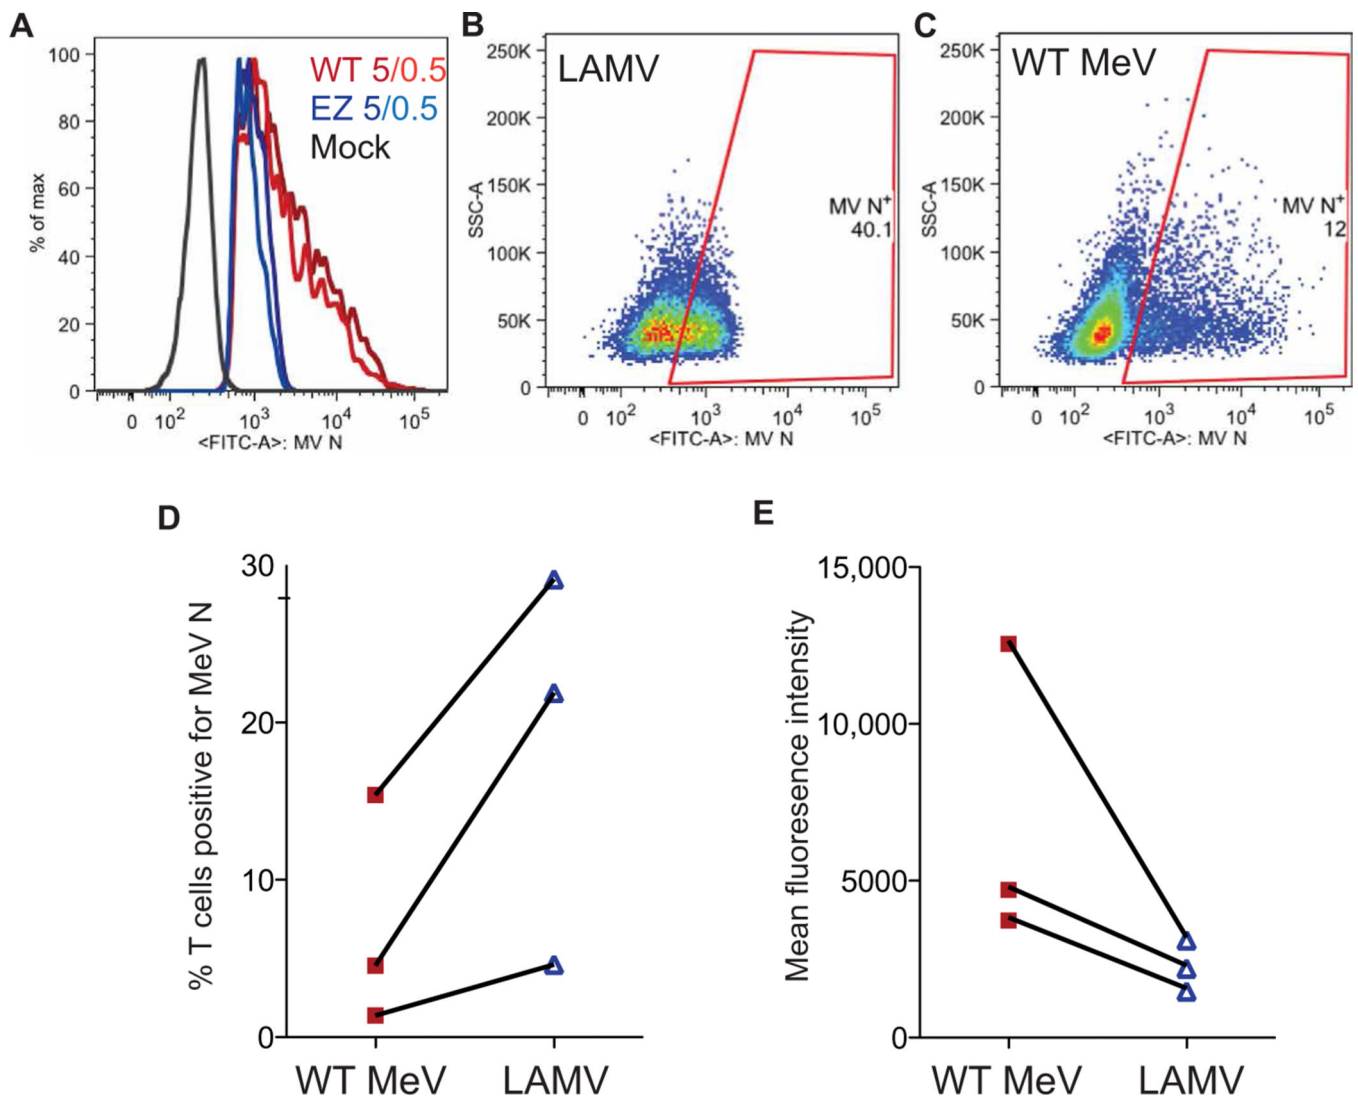 A
100
80
60
40
20
0
% of max
WT 5/0.5
EZ 5/0.5
Mock
0 10² 10³ 10⁴ 10⁵
<FITC-A>: MV N
B
250K
200K
150K
100K
50K
0
SSC-A
LAMV
MV N⁺
40.1
0 10² 10³ 10⁴ 10⁵
<FITC-A>: MV N
C
250K
200K
150K
100K
50K
0
SSC-A
WT MeV
MV N⁺
12
0 10² 10³ 10⁴ 10⁵
<FITC-A>: MV N
D
30
20
10
0
% T cells positive for MeV N
WT MeV LAMV
E
15,000
10,000
5000
0
Mean fluoresence intensity
WT MeV LAMV